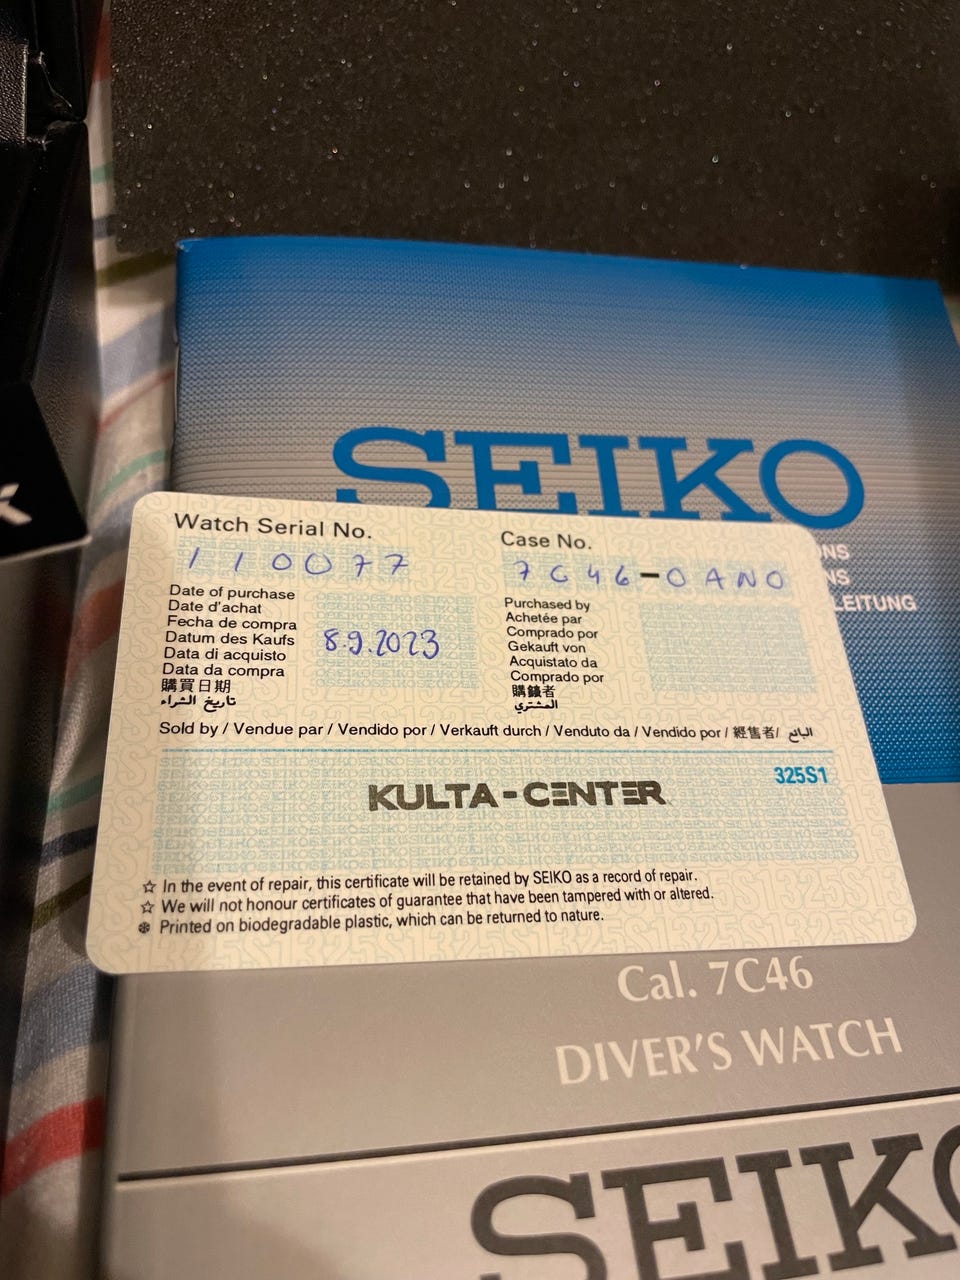 SEIKO
NS
NS
LEITUNG
Watch Serial No.
110077
Case No.
7C46-0AN0
Date of purchase
Date d'achat
Fecha de compra
Datum des Kaufs
Data di acquisto
Data da compra
購買日期
تاريخ الشراء
8.9.2023
Purchased by
Achetée par
Comprado por
Gekauft von
Acquistato da
Comprado por
購錶者
المشتري
Sold by / Vendue par / Vendido por / Verkauft durch / Venduto da / Vendido por / 經售者/ البائع
325S1
KULTA-CENTER
☆ In the event of repair, this certificate will be retained by SEIKO as a record of repair.
☆ We will not honour certificates of guarantee that have been tampered with or altered.
❄ Printed on biodegradable plastic, which can be returned to nature.
Cal. 7C46
DIVER'S WATCH
SEIKO